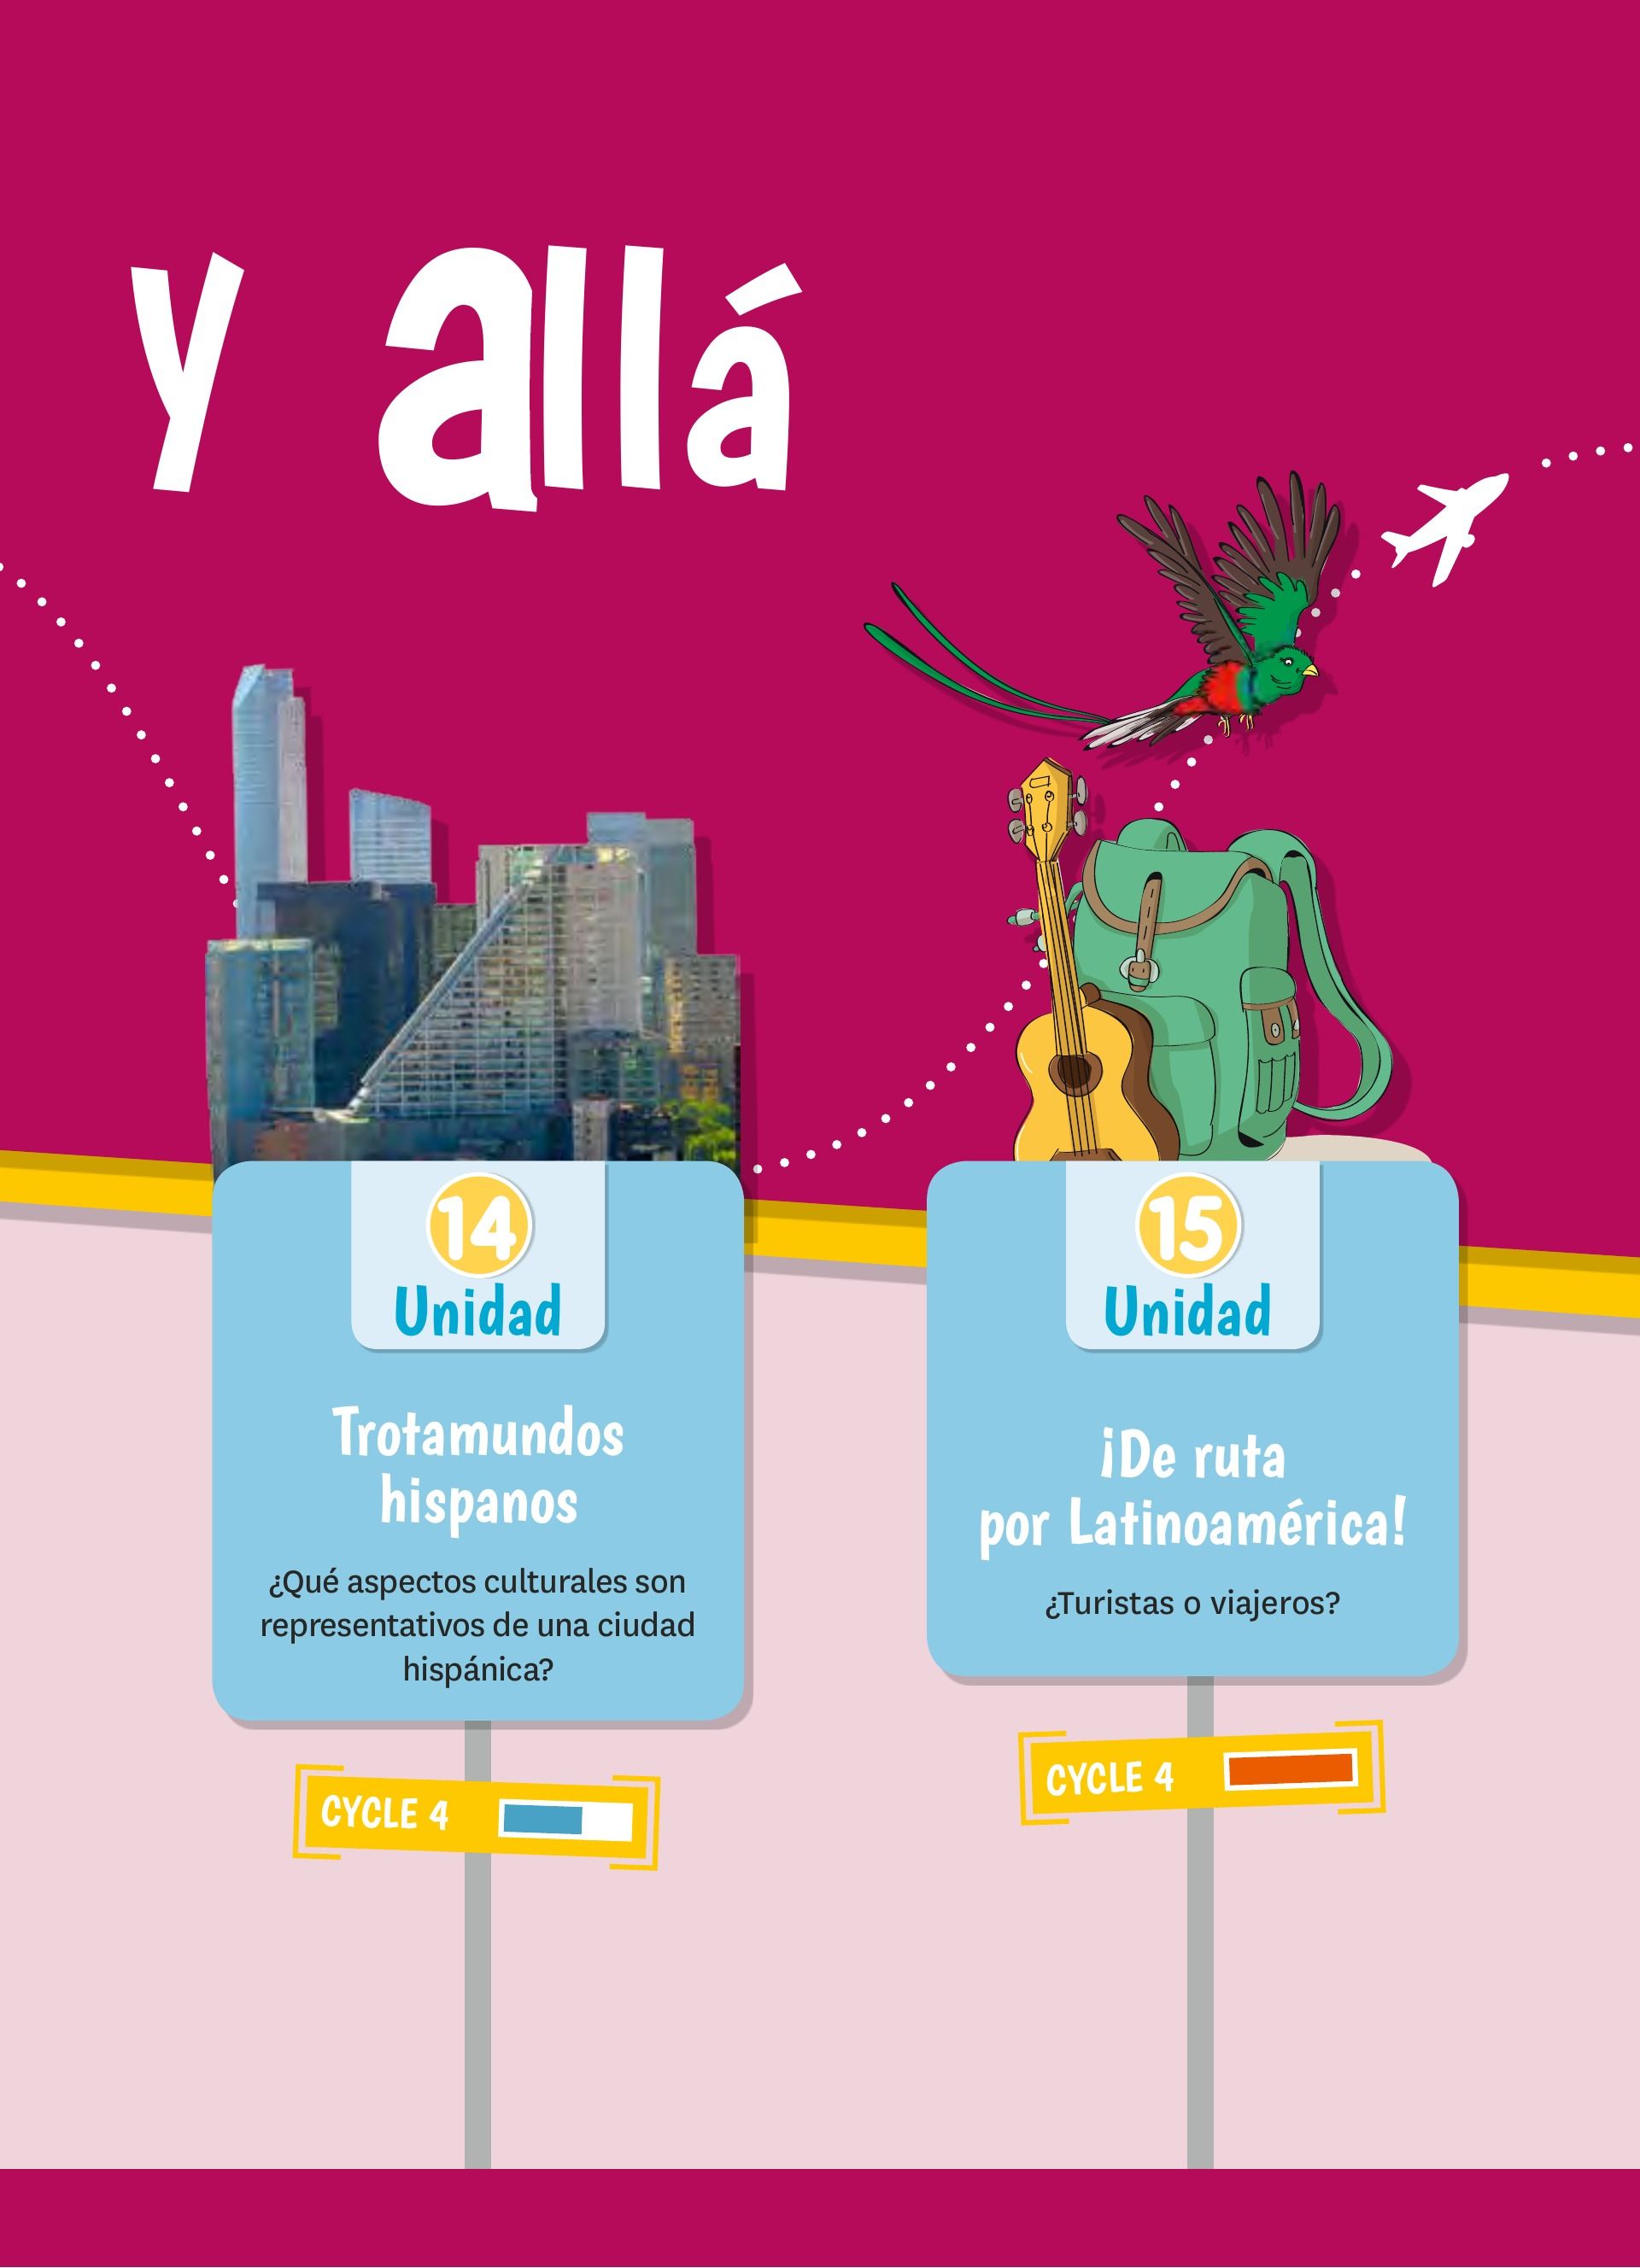 y allá
14
Unidad
Trotamundos
hispanos
¿Qué aspectos culturales son
representativos de una ciudad
hispánica?
CYCLE 4
15
Unidad
¡De ruta
por Latinoamérica!
¿Turistas o viajeros?
CYCLE 4